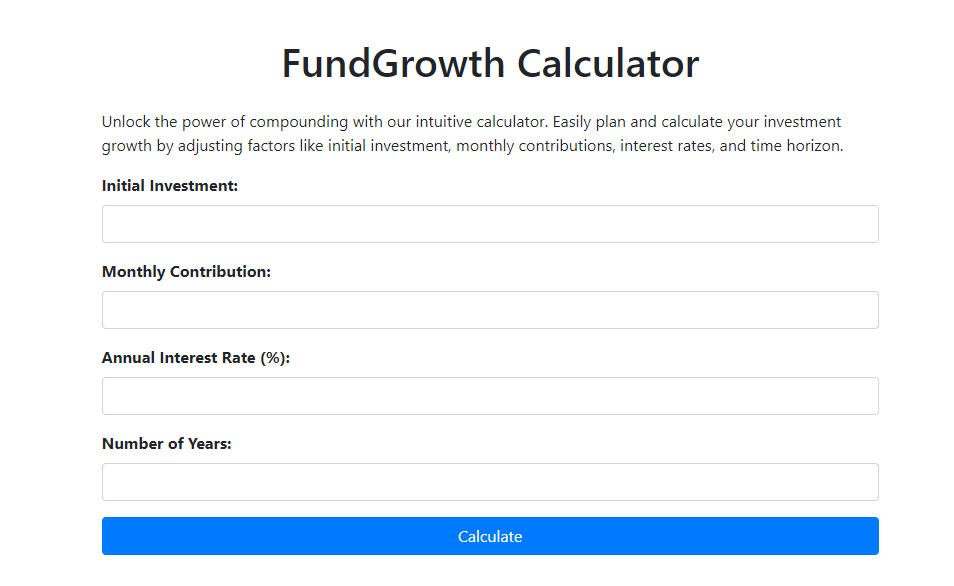 FundGrowth Calculator
Unlock the power of compounding with our intuitive calculator. Easily plan and calculate your investment
growth by adjusting factors like initial investment, monthly contributions, interest rates, and time horizon.
Initial Investment:
Monthly Contribution:
Annual Interest Rate (%):
Number of Years:
Calculate